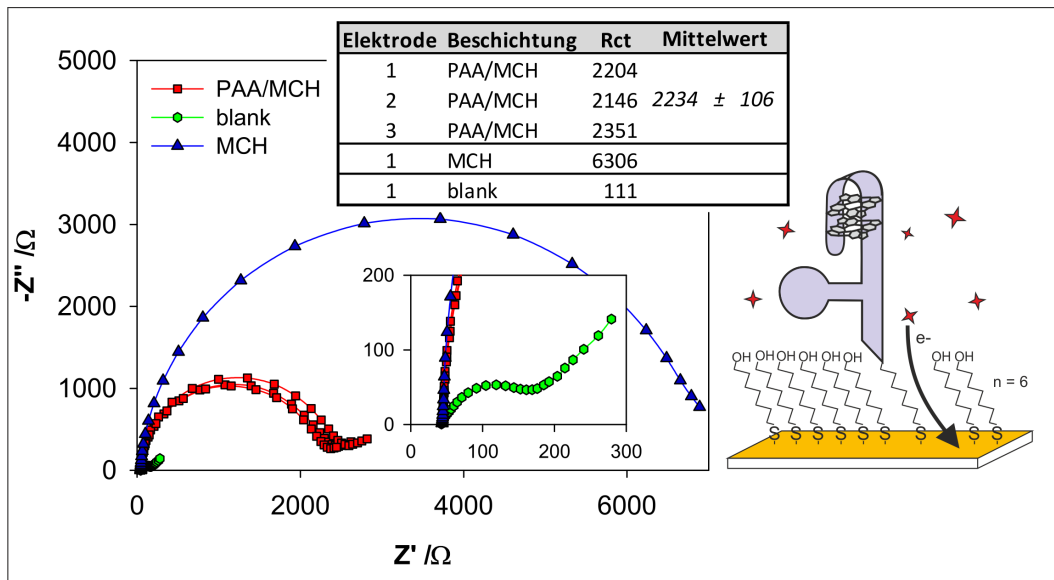 Elektrode Beschichtung Rct Mittelwert
1 PAA/MCH 2204
2 PAA/MCH 2146 2234 ± 106
3 PAA/MCH 2351
1 MCH 6306
1 blank 111
PAA/MCH
blank
MCH
5000
4000
3000
2000
1000
0
-Z'' /Ω
0 2000 4000 6000
Z' /Ω
200
100
0
0 100 200 300
e-
OH OH OH OH OH OH OH OH
n = 6
S S S S S S S S S